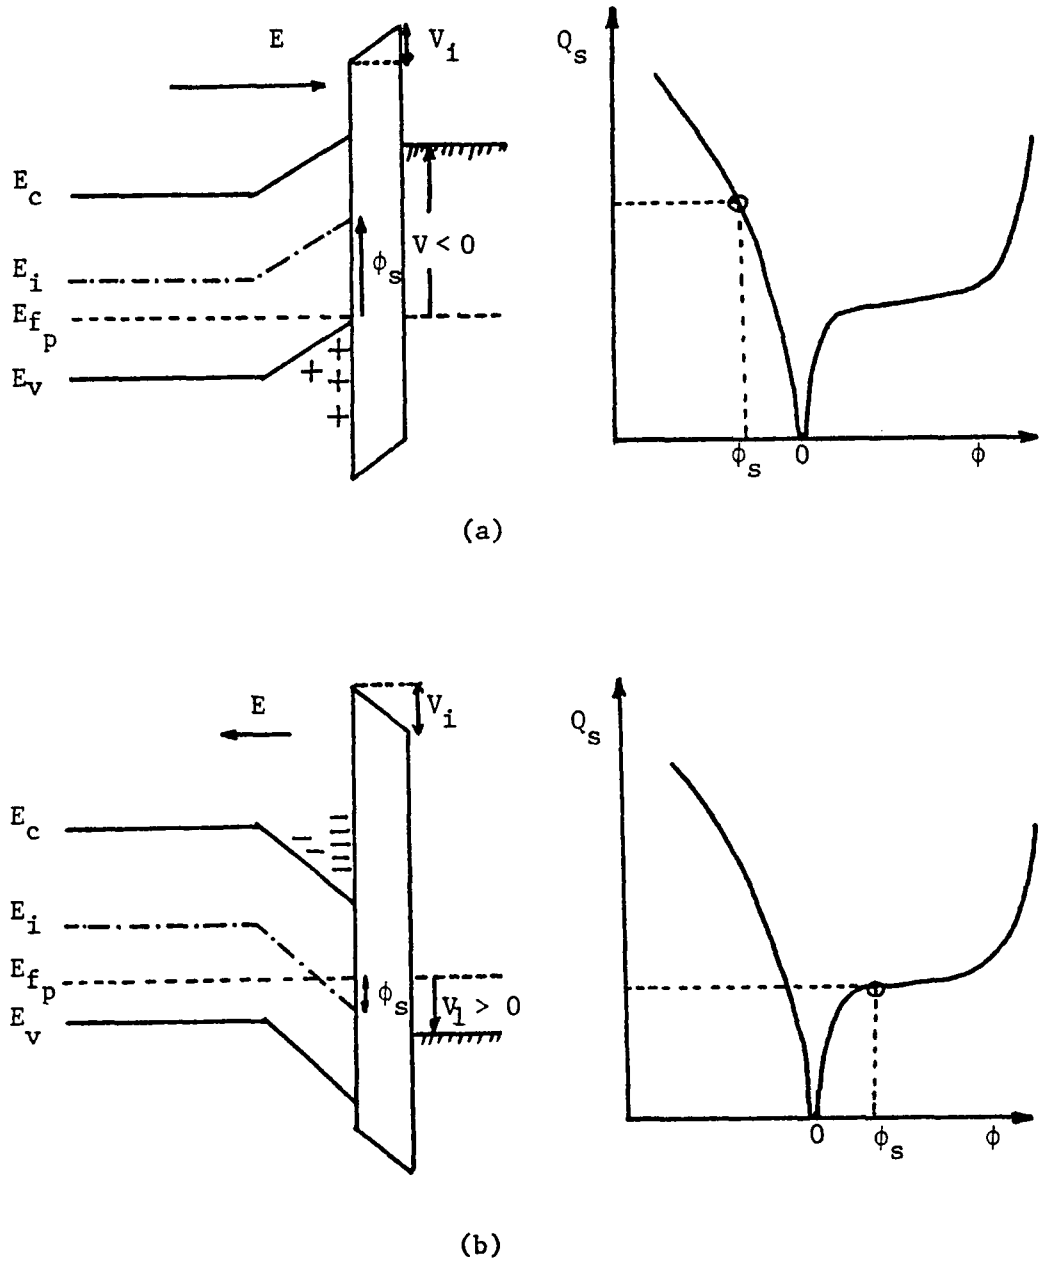 E
V_i
Q_s
E_c
E_i
E_f_p
E_v
ϕ_s
V < 0
+
+ +
+
ϕ_s
0
ϕ
(a)
E
V_i
Q_s
E_c
E_i
E_f_p
E_v
ϕ_s
V_1 > 0
0
ϕ_s
ϕ
(b)